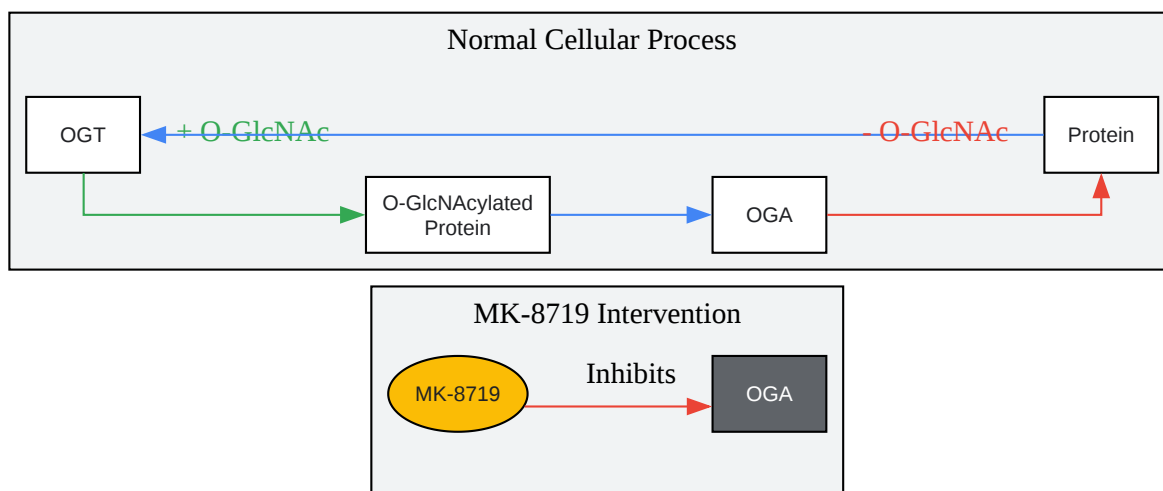 Normal Cellular Process
OGT
+ O-GlcNAc
- O-GlcNAc
Protein
O-GlcNAcylated
Protein
OGA
MK-8719 Intervention
MK-8719
Inhibits
OGA